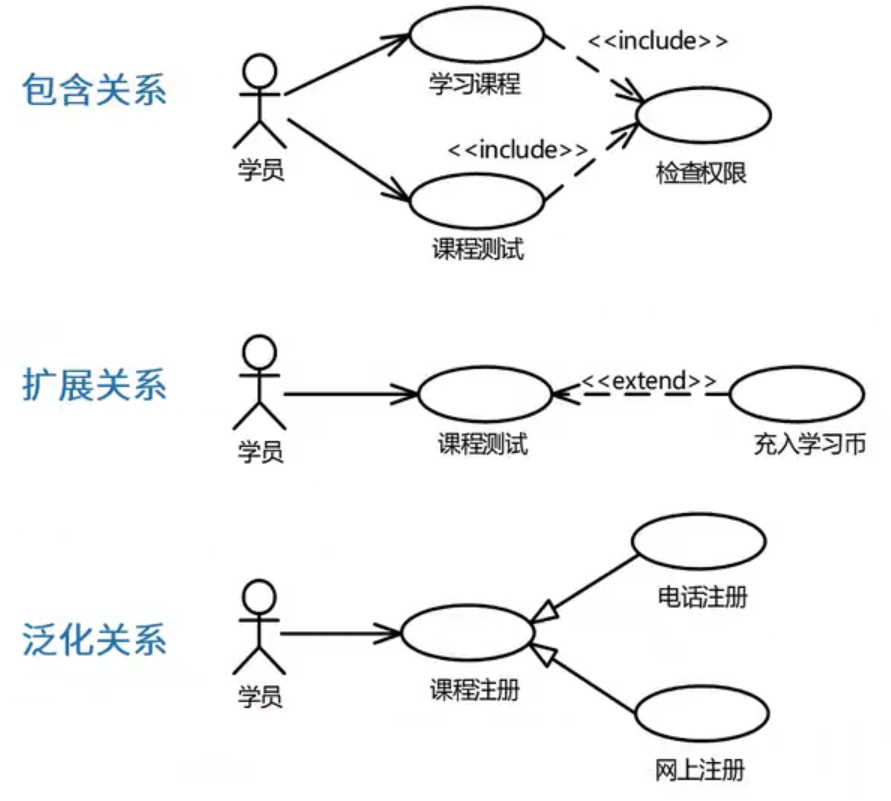 包含关系
学员
学习课程
<<include>>
<<include>>
检查权限
课程测试
扩展关系
学员
课程测试
<<extend>>
充入学习币
泛化关系
学员
课程注册
电话注册
网上注册